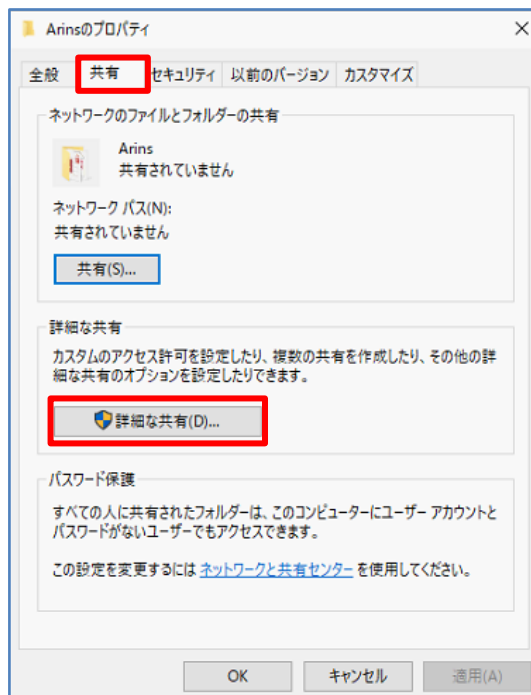 Arinsのプロパティ
全般 共有 セキュリティ 以前のバージョン カスタマイズ
ネットワークのファイルとフォルダーの共有
Arins
共有されていません
ネットワーク パス(N):
共有されていません
共有(S)...
詳細な共有
カスタムのアクセス許可を設定したり、複数の共有を作成したり、その他の詳
細な共有のオプションを設定したりできます。
詳細な共有(D)...
パスワード保護
すべての人に共有されたフォルダーは、このコンピューターにユーザー アカウントと
パスワードがないユーザーでもアクセスできます。
この設定を変更するには ネットワークと共有センター を使用してください。
OK キャンセル 適用(A)